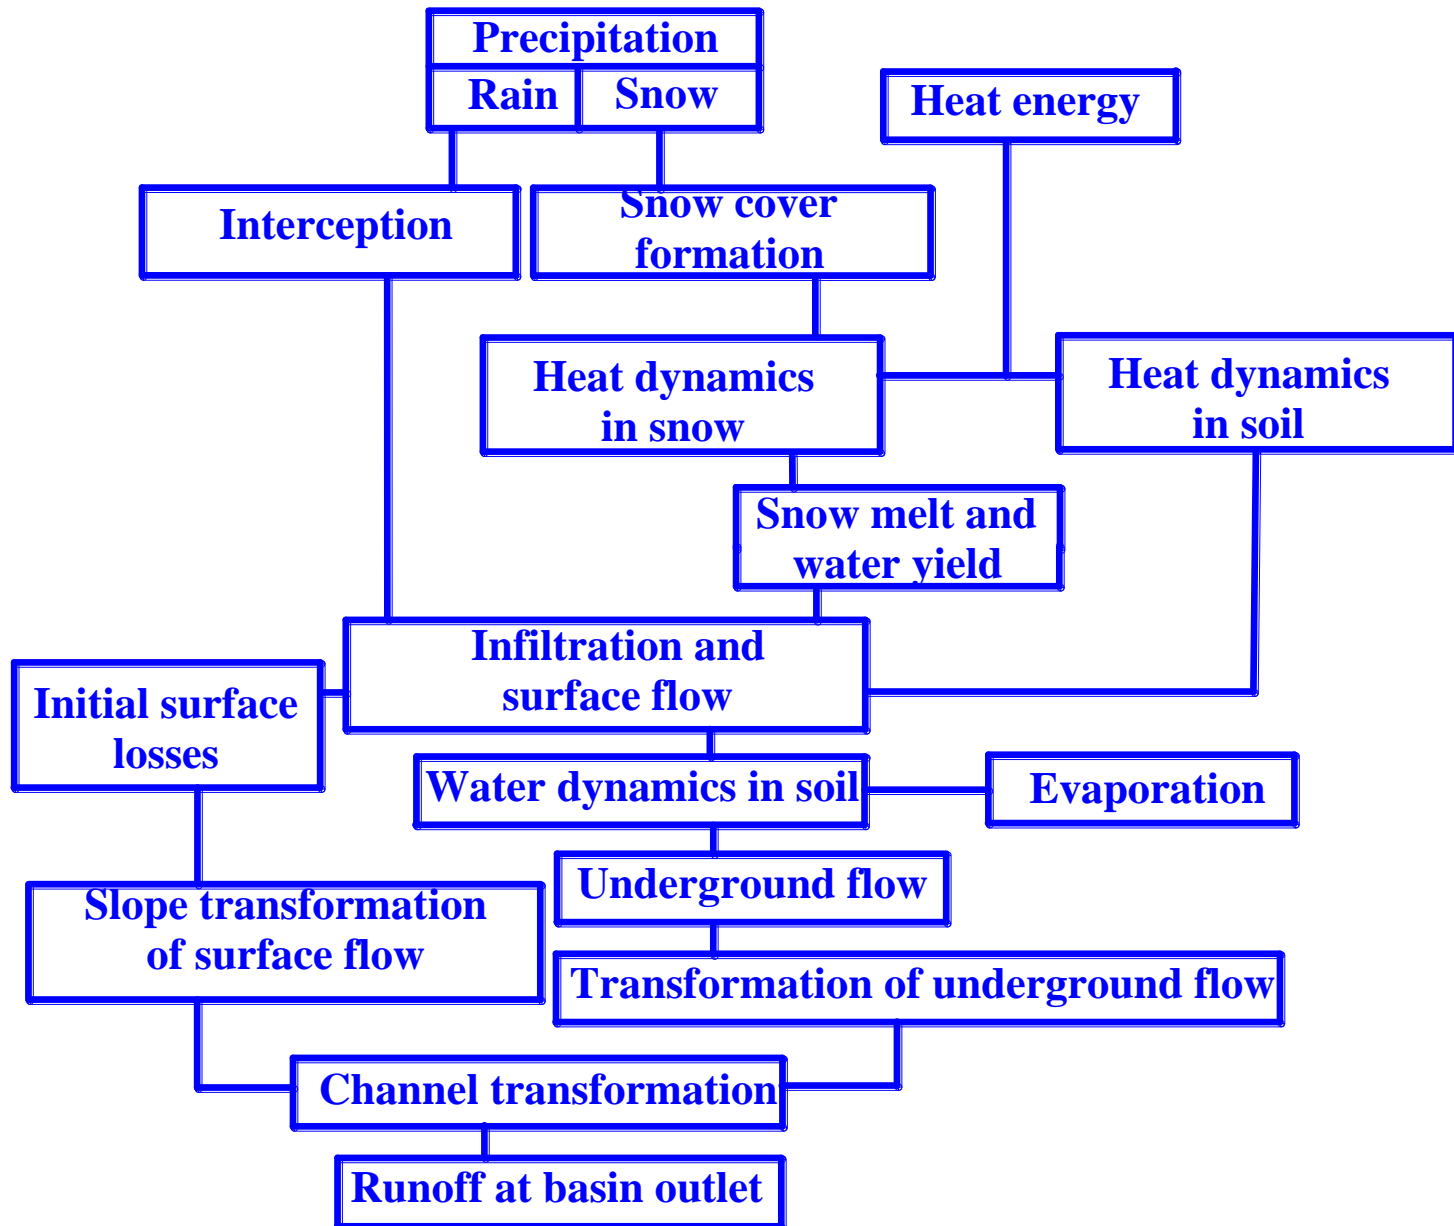 Precipitation
Rain
Snow
Heat energy
Interception
Snow cover
formation
Heat dynamics
in snow
Heat dynamics
in soil
Snow melt and
water yield
Infiltration and
surface flow
Initial surface
losses
Water dynamics in soil
Evaporation
Underground flow
Slope transformation
of surface flow
Transformation of underground flow
Channel transformation
Runoff at basin outlet